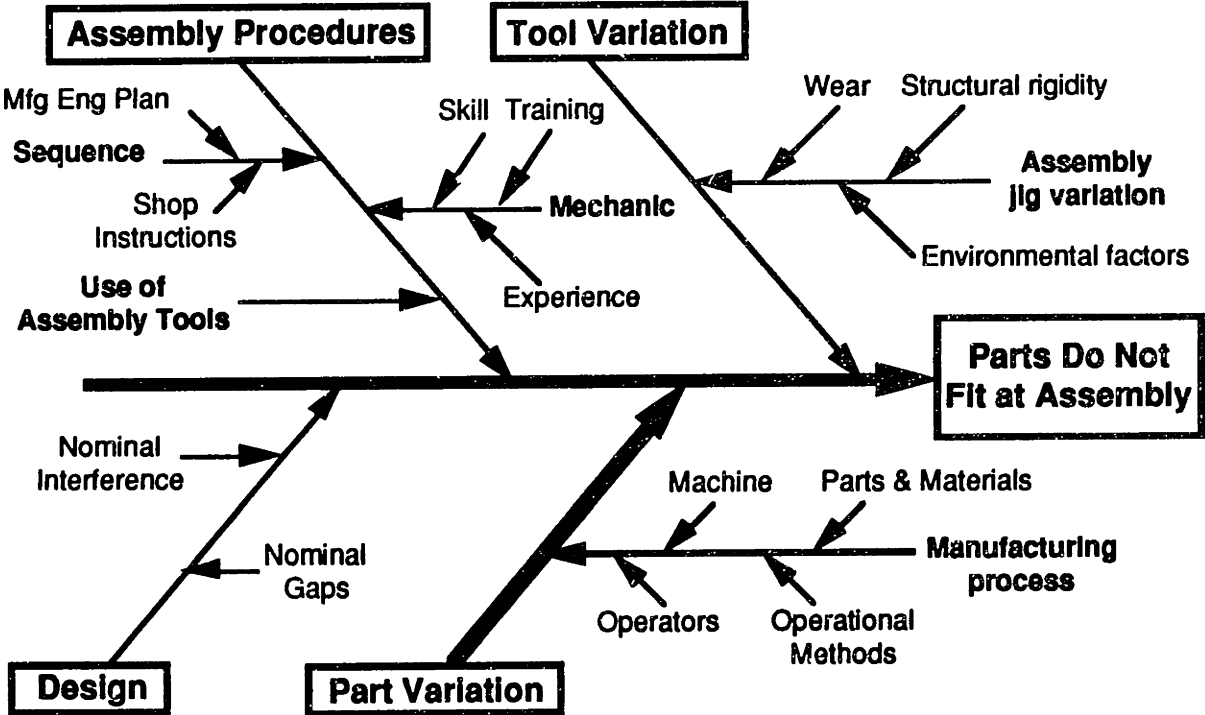 Assembly Procedures
Tool Variation
Mfg Eng Plan
Sequence
Shop
Instructions
Skill
Training
Mechanic
Experience
Use of
Assembly Tools
Wear
Structural rigidity
Assembly
jig variation
Environmental factors
Parts Do Not
Fit at Assembly
Nominal
Interference
Nominal
Gaps
Design
Machine
Parts & Materials
Manufacturing
process
Operators
Operational
Methods
Part Variation